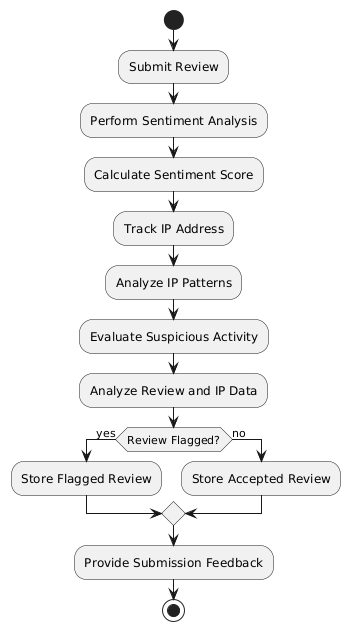 Submit Review
Perform Sentiment Analysis
Calculate Sentiment Score
Track IP Address
Analyze IP Patterns
Evaluate Suspicious Activity
Analyze Review and IP Data
yes
Review Flagged?
no
Store Flagged Review
Store Accepted Review
Provide Submission Feedback